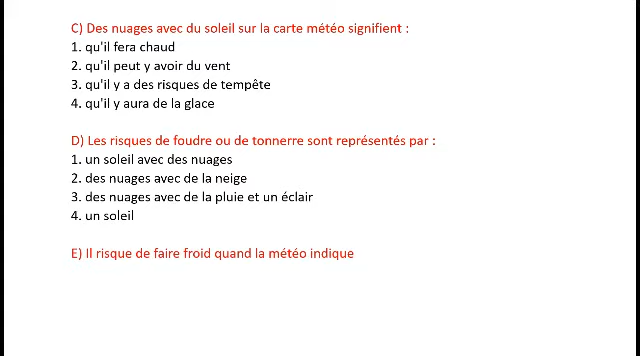 C) Des nuages avec du soleil sur la carte météo signifient :
1. qu'il fera chaud
2. qu'il peut y avoir du vent
3. qu'il y a des risques de tempête
4. qu'il y aura de la glace
D) Les risques de foudre ou de tonnerre sont représentés par :
1. un soleil avec des nuages
2. des nuages avec de la neige
3. des nuages avec de la pluie et un éclair
4. un soleil
E) Il risque de faire froid quand la météo indique